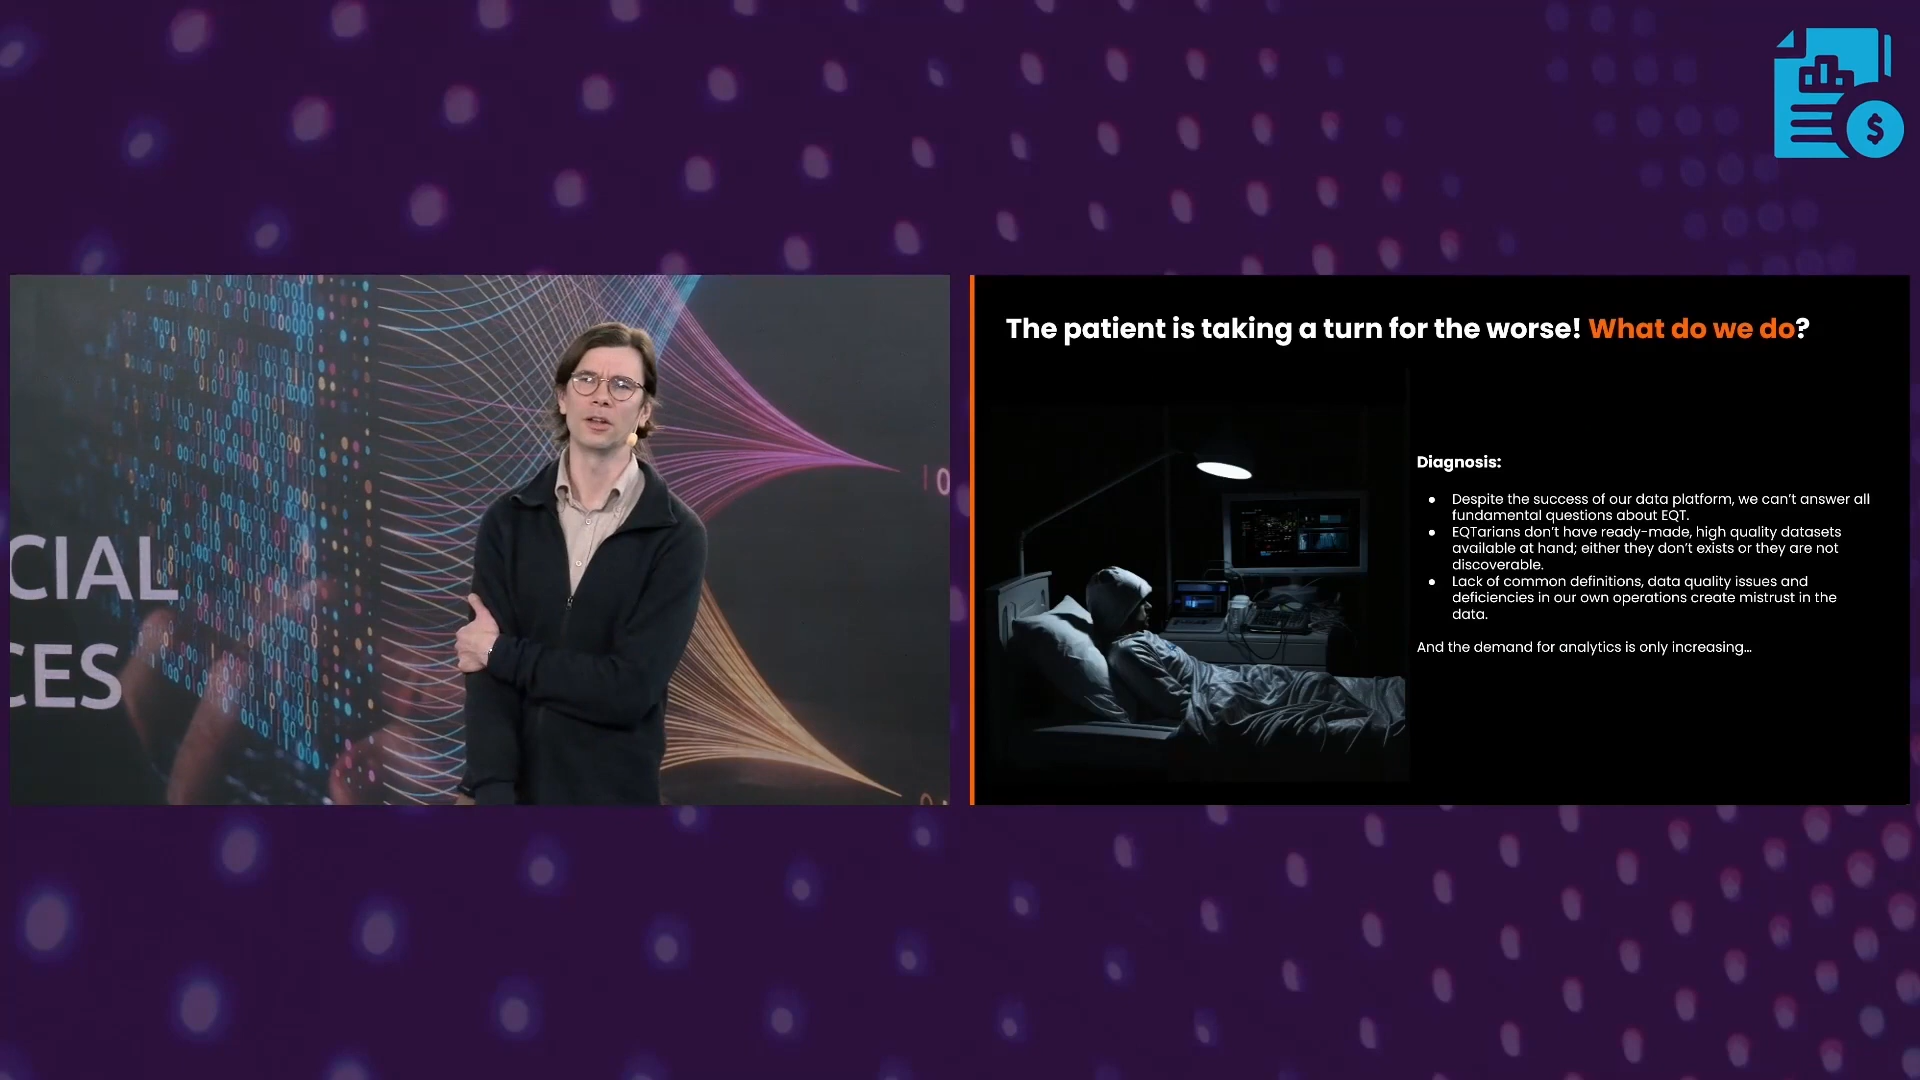 CIAL
CES
The patient is taking a turn for the worse! What do we do?
Diagnosis:
● Despite the success of our data platform, we can't answer all
fundamental questions about EQT.
● EQTarians don't have ready-made, high quality datasets
available at hand; either they don't exists or they are not
discoverable.
● Lack of common definitions, data quality issues and
deficiencies in our own operations create mistrust in the
data.
And the demand for analytics is only increasing...
$